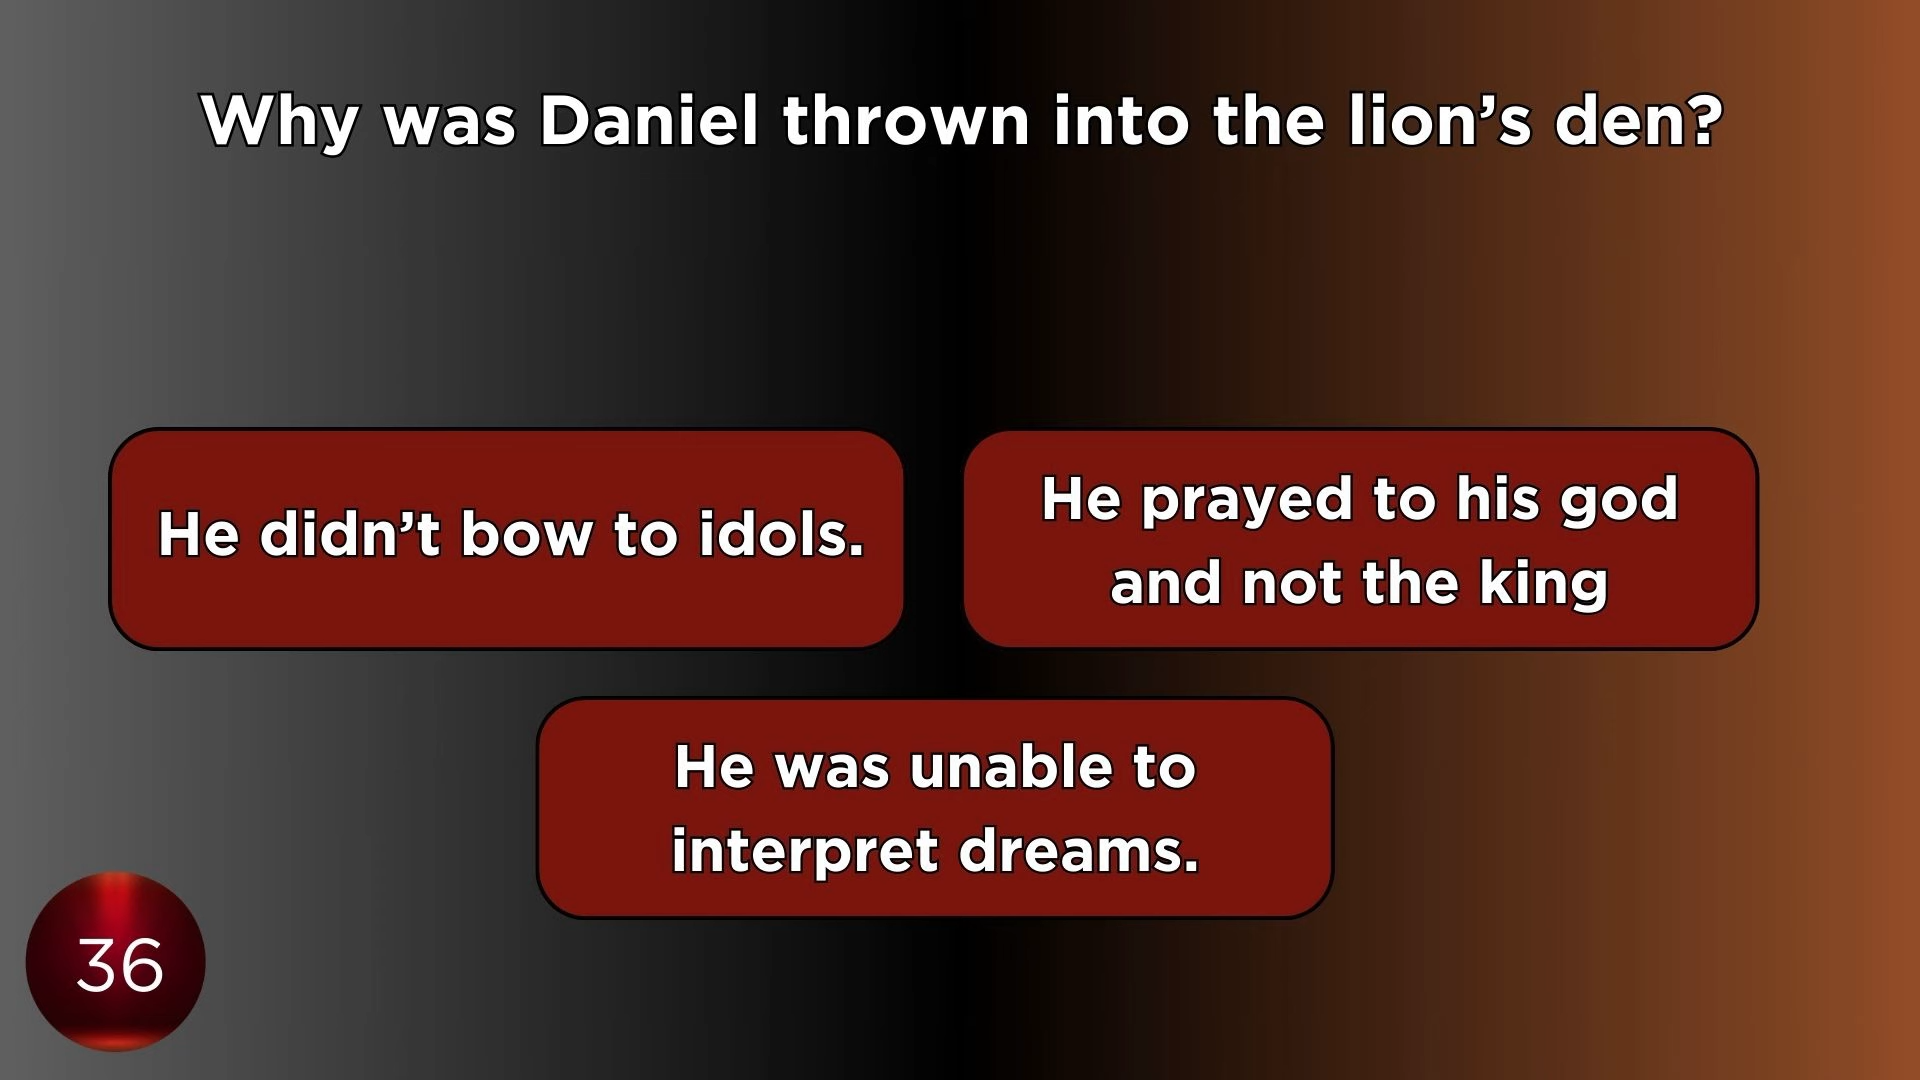 Why was Daniel thrown into the lion’s den?
He didn’t bow to idols.
He prayed to his god
and not the king
He was unable to
interpret dreams.
36